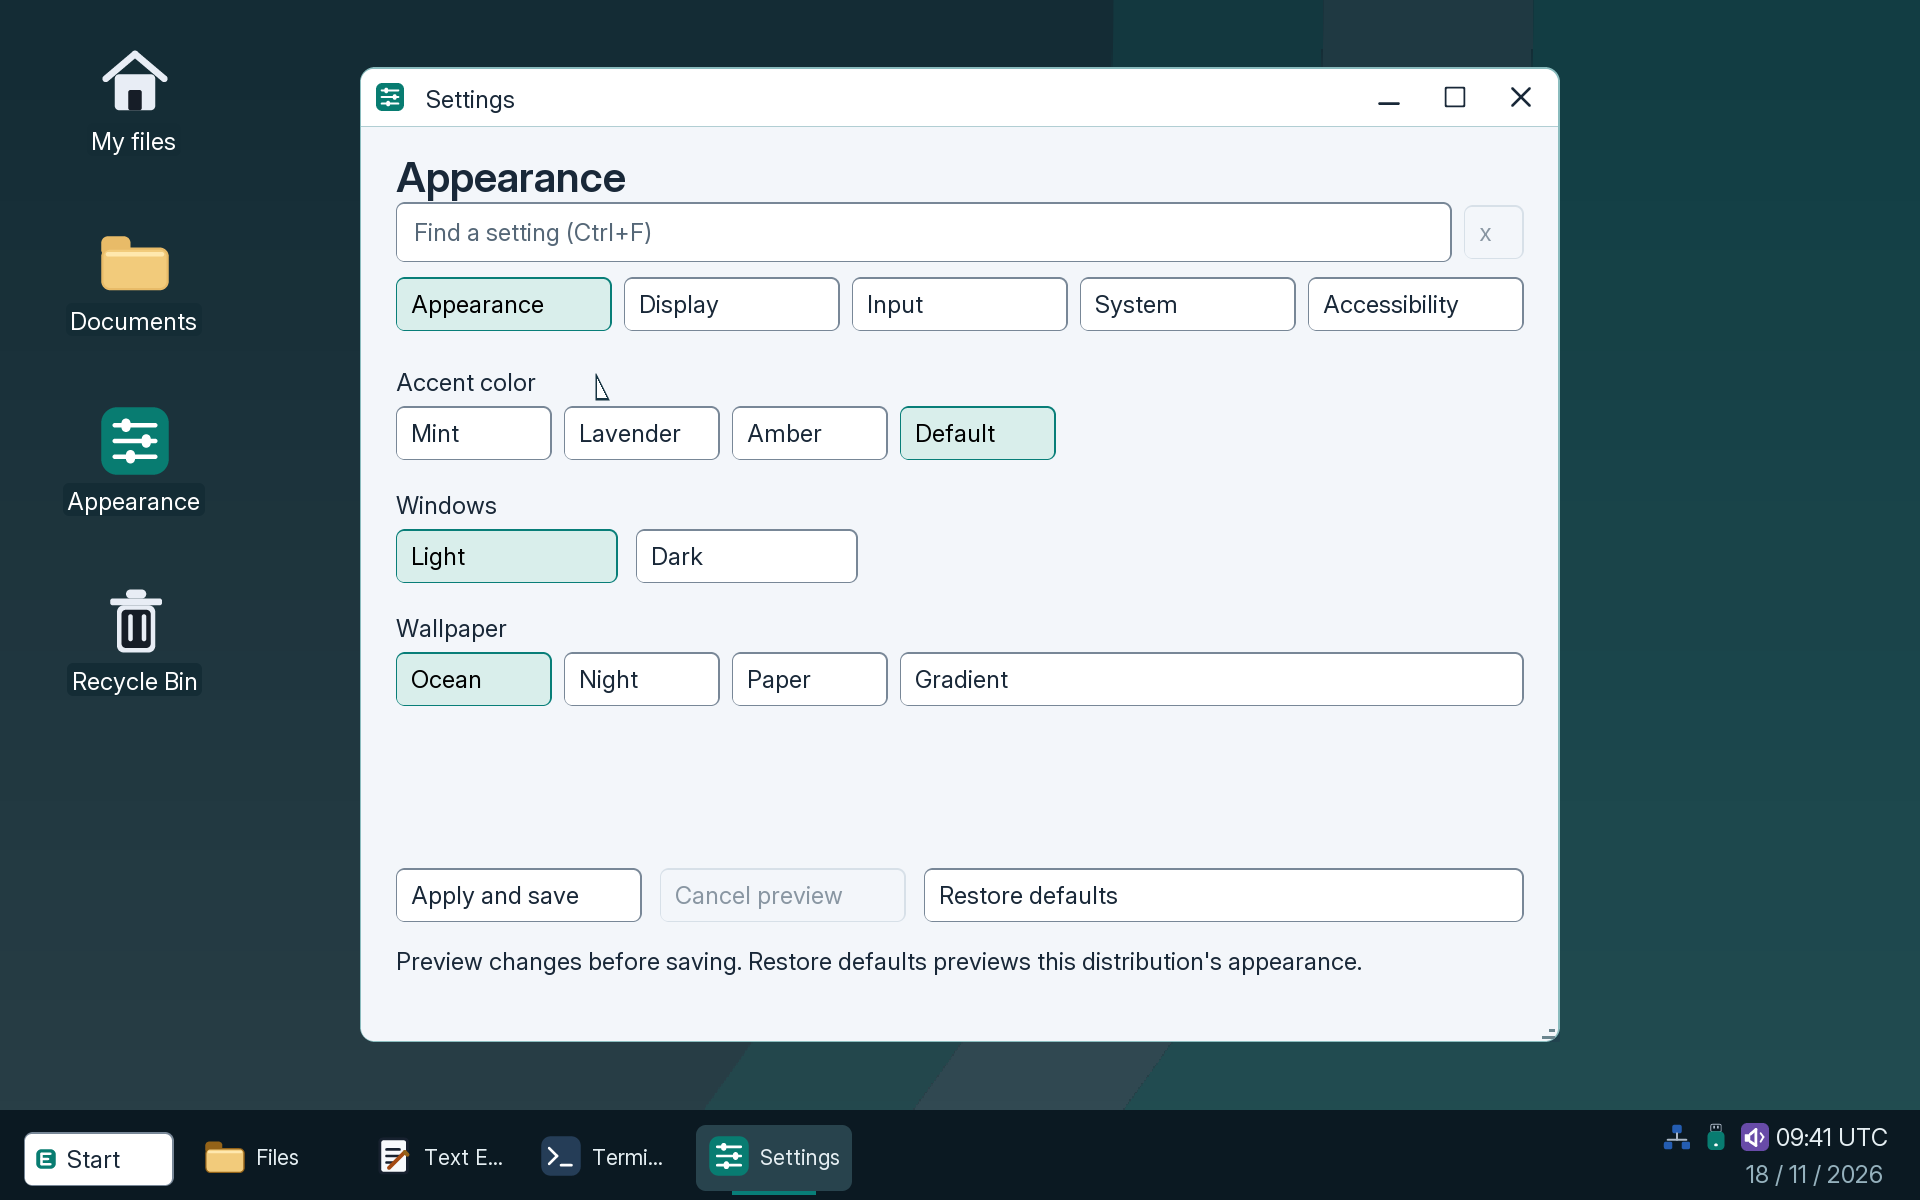 My files
Documents
Appearance
Recycle Bin
Settings
Appearance
Find a setting (Ctrl+F)
x
Appearance
Display
Input
System
Accessibility
Accent color
Mint
Lavender
Amber
Default
Windows
Light
Dark
Wallpaper
Ocean
Night
Paper
Gradient
Apply and save
Cancel preview
Restore defaults
Preview changes before saving. Restore defaults previews this distribution's appearance.
E Start
Files
Text E...
Termi...
Settings
09:41 UTC
18 / 11 / 2026